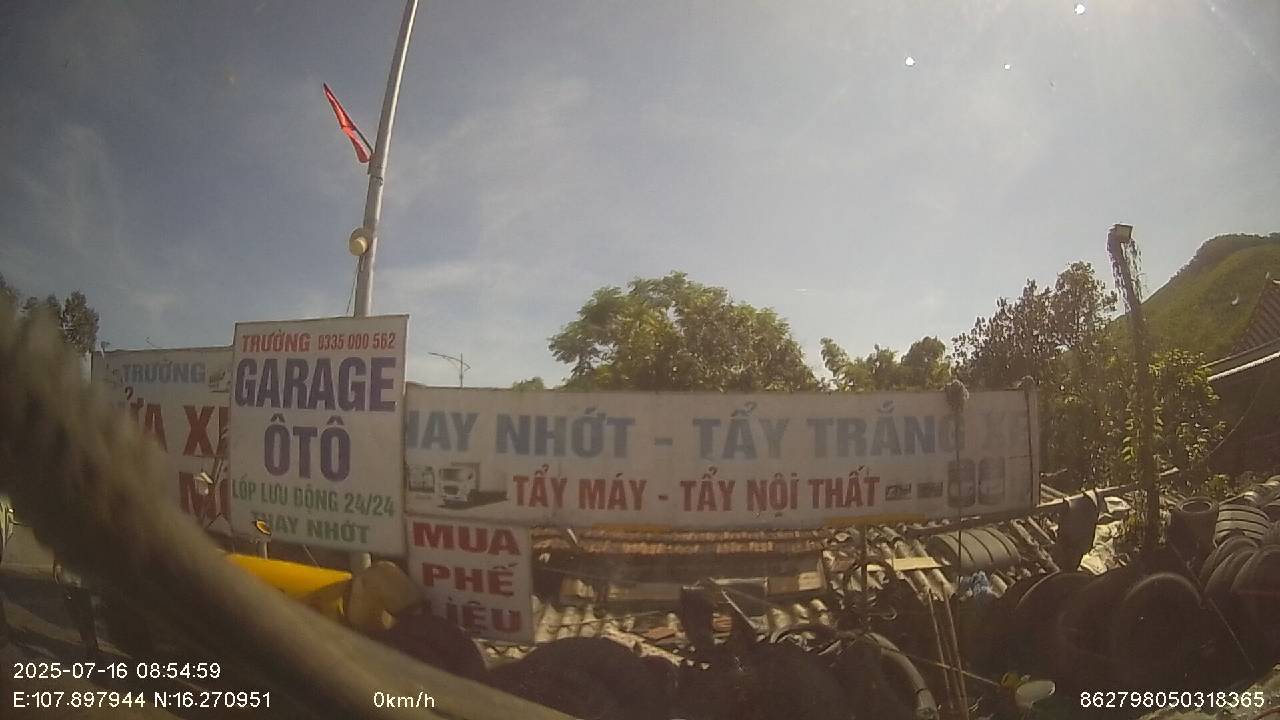 TRƯỜNG 0335 000 562
GARAGE
ÔTÔ
LỐP LƯU ĐỘNG 24/24
THAY NHỚT
TRƯỜNG
NHỚT - TẨY TRẮNG XE
TẨY MÁY - TẨY NỘI THẤT
MUA
PHẾ
LIỆU
2025-07-16 08:54:59
E:107.897944 N:16.270951
0km/h
862798050318365